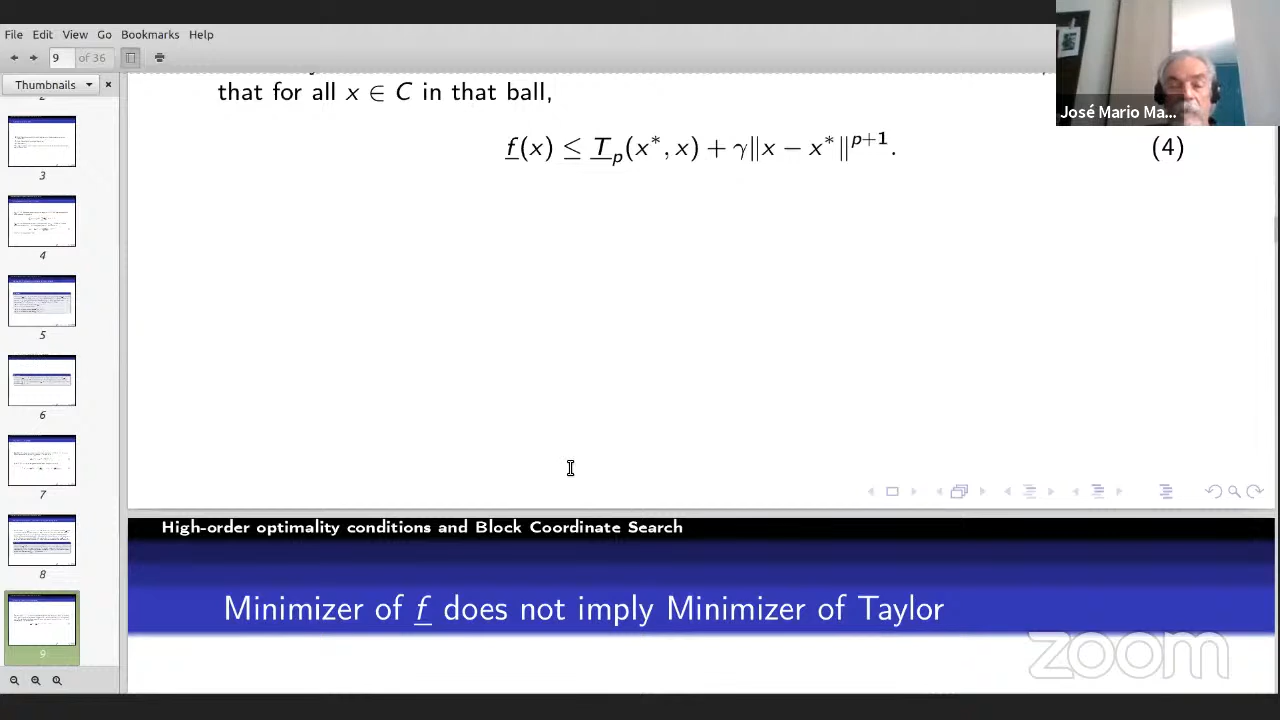 File Edit View Go Bookmarks Help
9 of 36
Thumbnails
that for all x ∈ C in that ball,
f(x) ≤ T_p(x*, x) + γ‖x − x*‖^{p+1}. (4)
José Mario Ma...
3
4
5
6
7
8
9
High-order optimality conditions and Block Coordinate Search
Minimizer of f does not imply Minimizer of Taylor
zoom